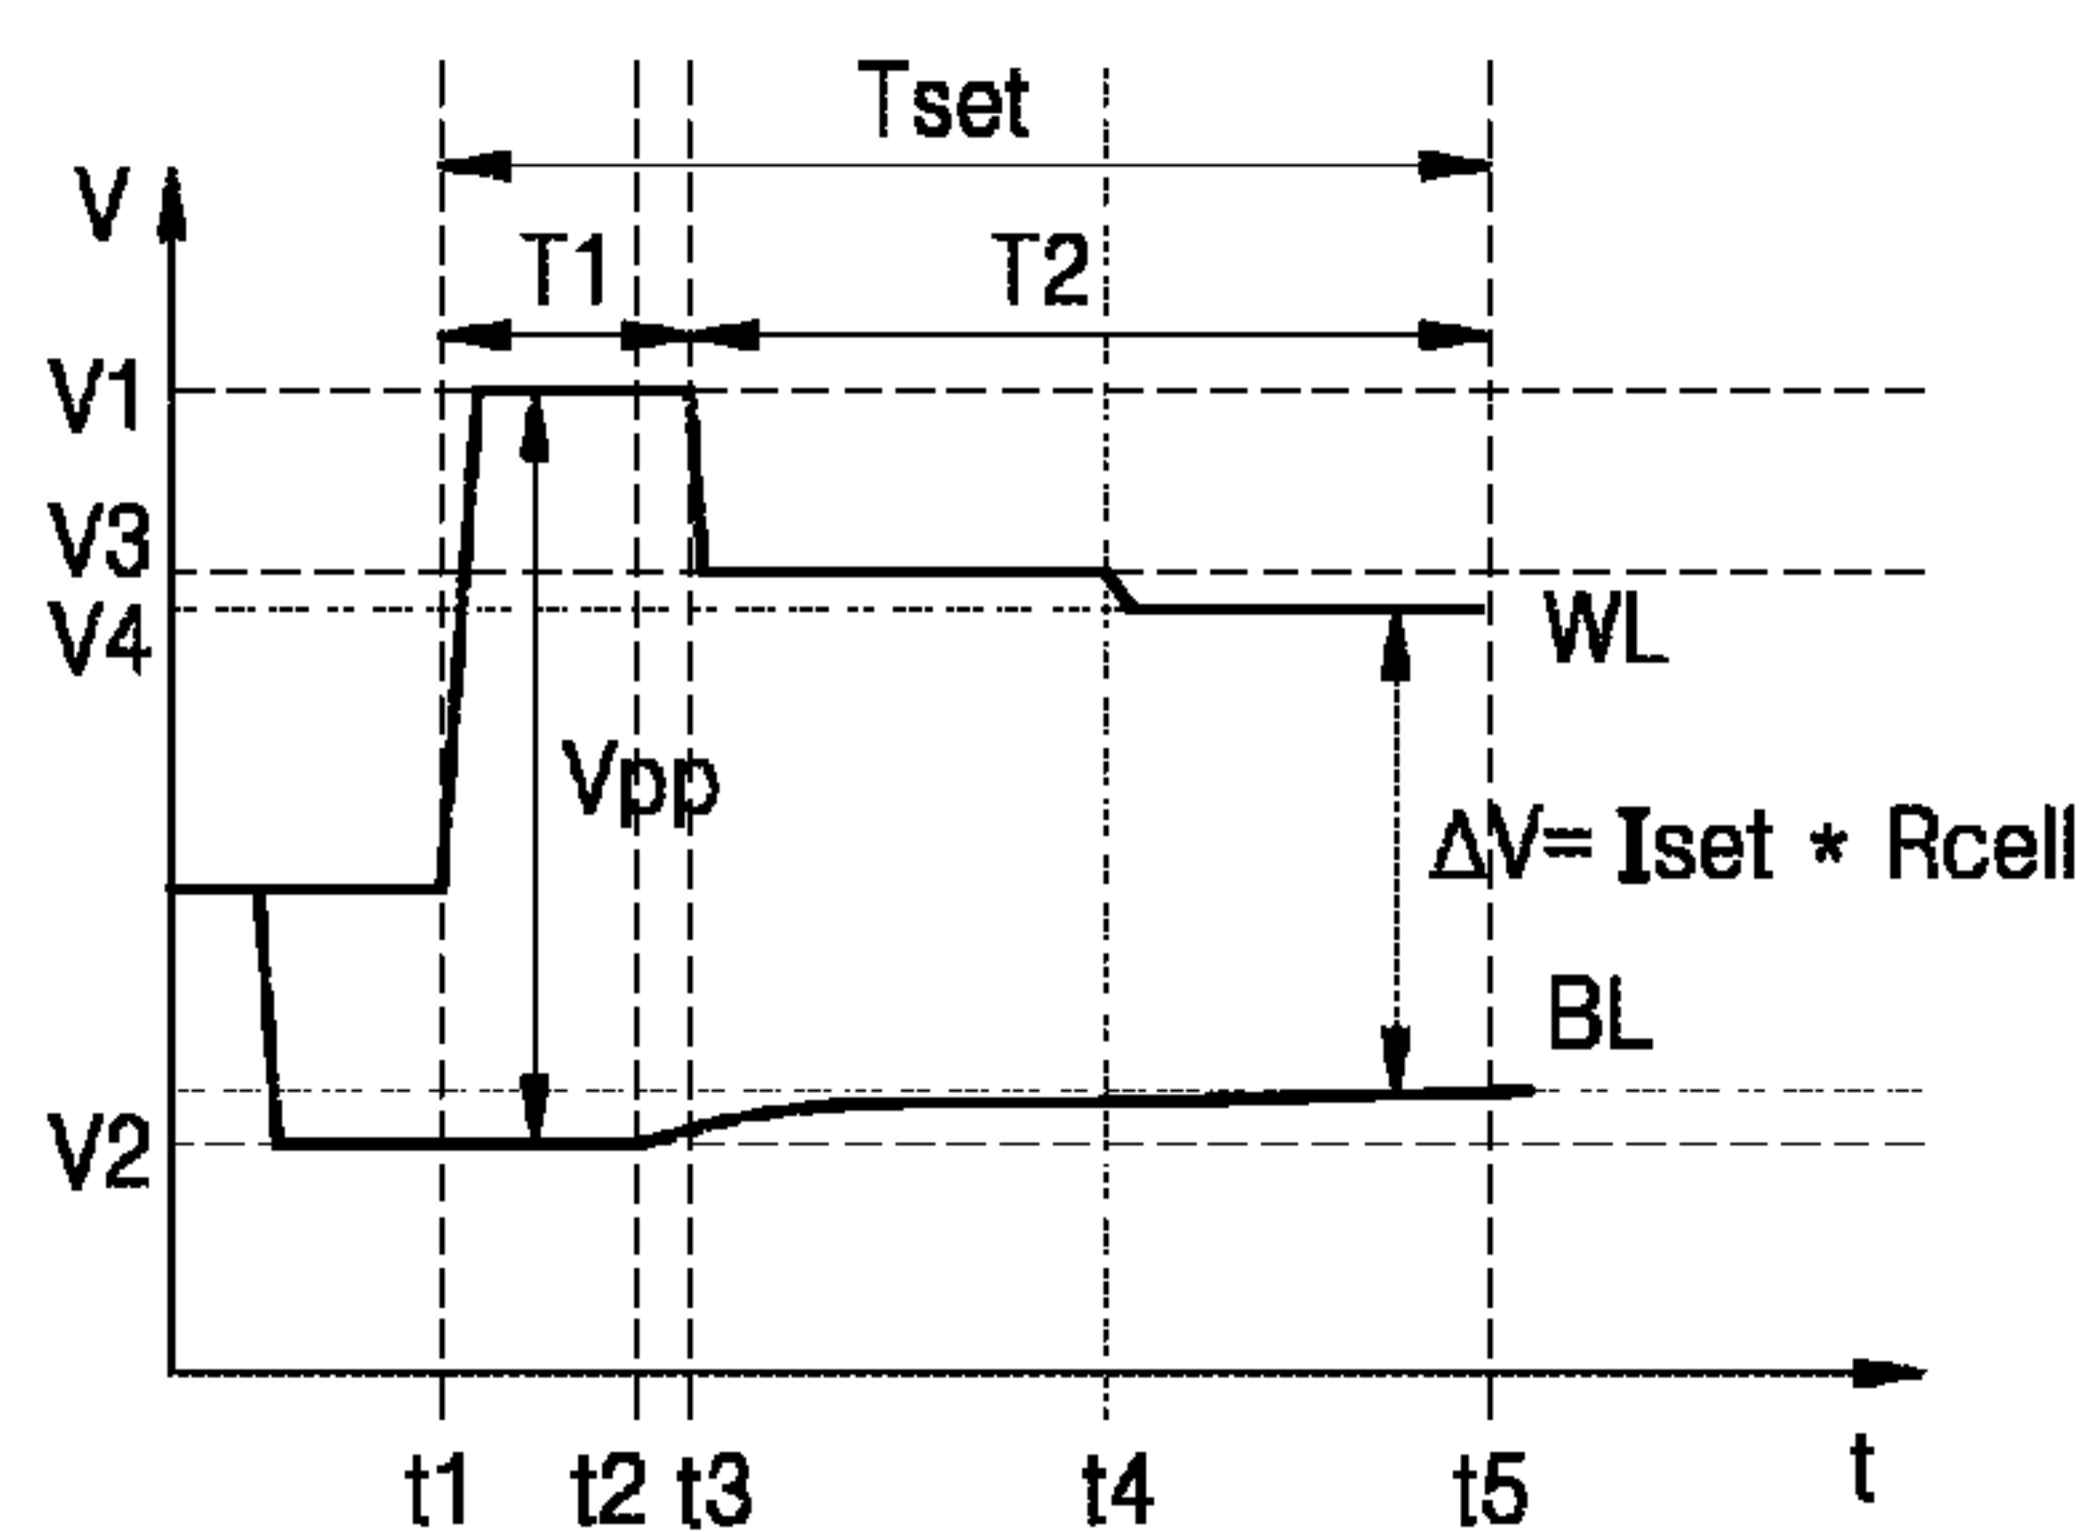 Tset
V
T1
T2
V1
V3
V4
WL
Vpp
ΔV= Iset * Rcell
BL
V2
t1
t2
t3
t4
t5
t